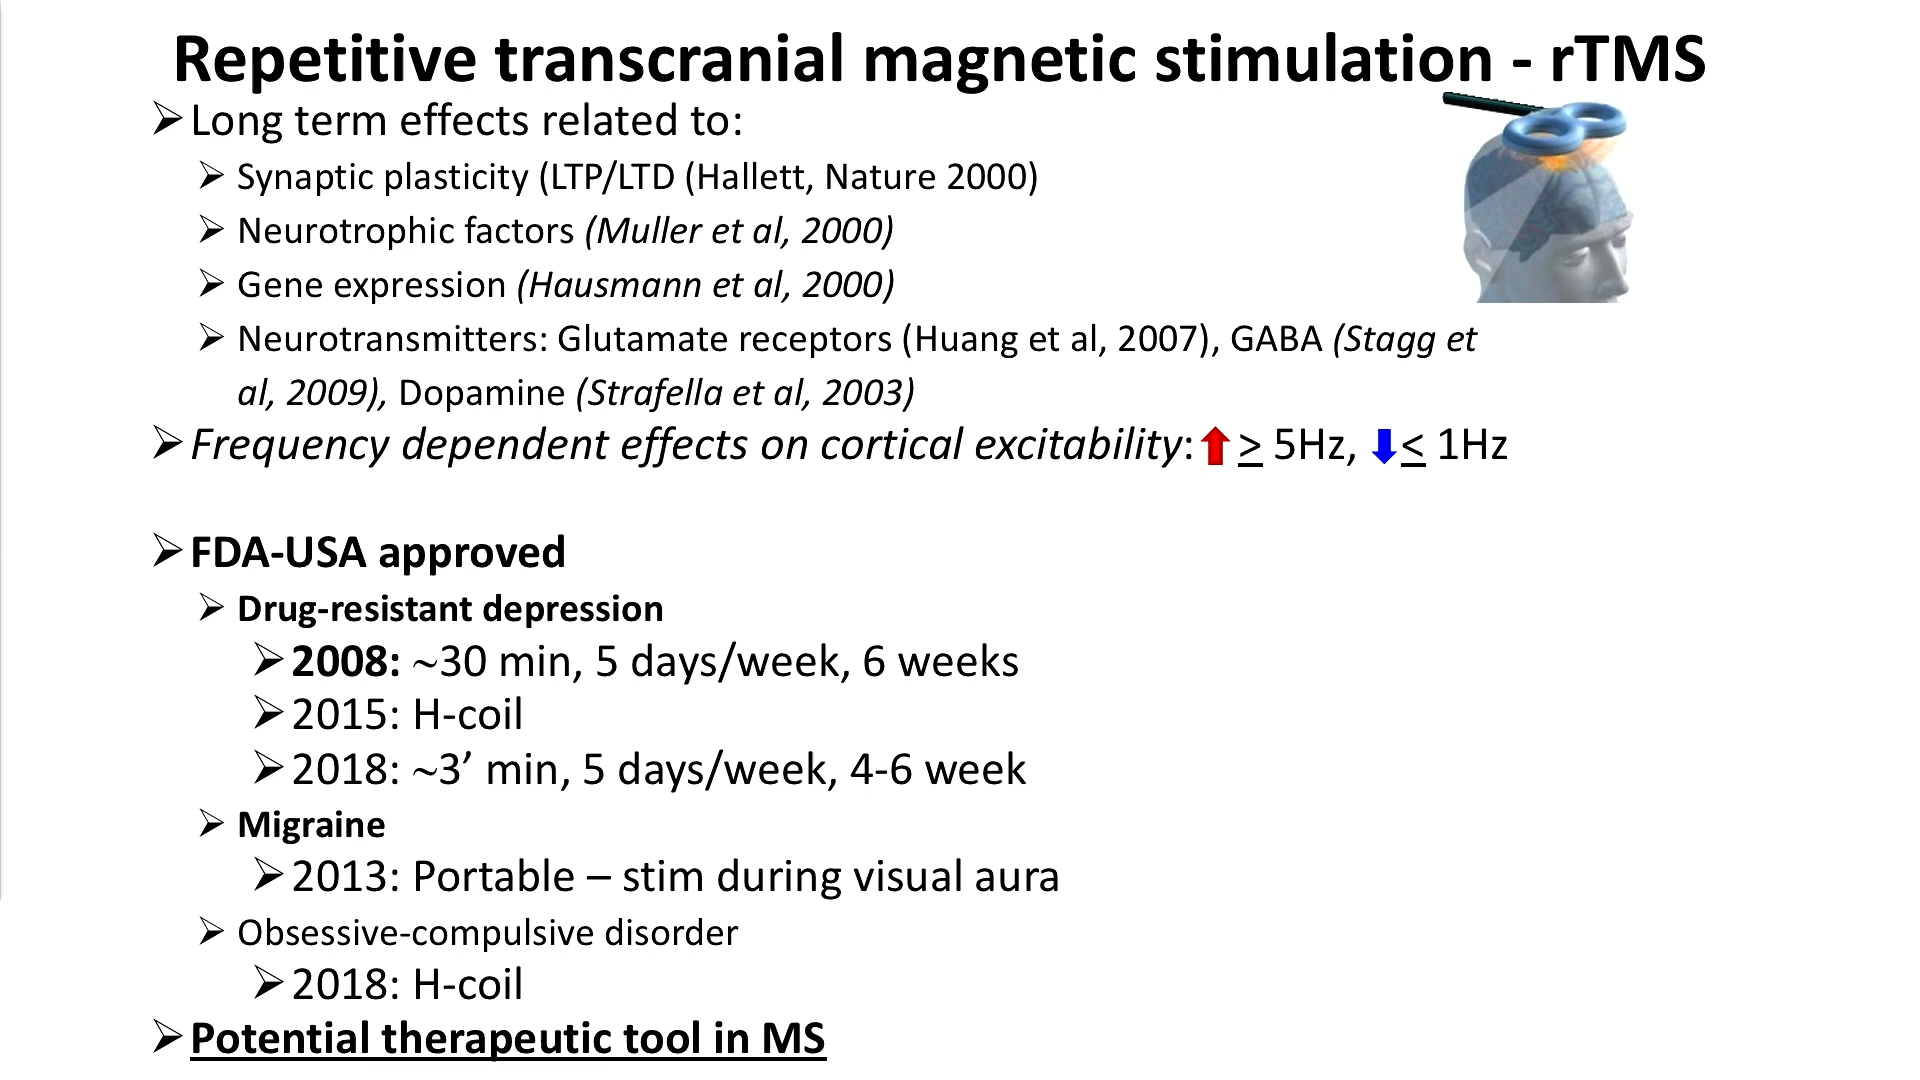 Repetitive transcranial magnetic stimulation - rTMS
➢Long term effects related to:
➢ Synaptic plasticity (LTP/LTD (Hallett, Nature 2000)
➢ Neurotrophic factors (Muller et al, 2000)
➢ Gene expression (Hausmann et al, 2000)
➢ Neurotransmitters: Glutamate receptors (Huang et al, 2007), GABA (Stagg et
al, 2009), Dopamine (Strafella et al, 2003)
➢Frequency dependent effects on cortical excitability: ⬆ > 5Hz, ⬇ < 1Hz
➢FDA-USA approved
➢ Drug-resistant depression
➢2008: ~30 min, 5 days/week, 6 weeks
➢2015: H-coil
➢2018: ~3’ min, 5 days/week, 4-6 week
➢ Migraine
➢2013: Portable – stim during visual aura
➢ Obsessive-compulsive disorder
➢2018: H-coil
➢Potential therapeutic tool in MS